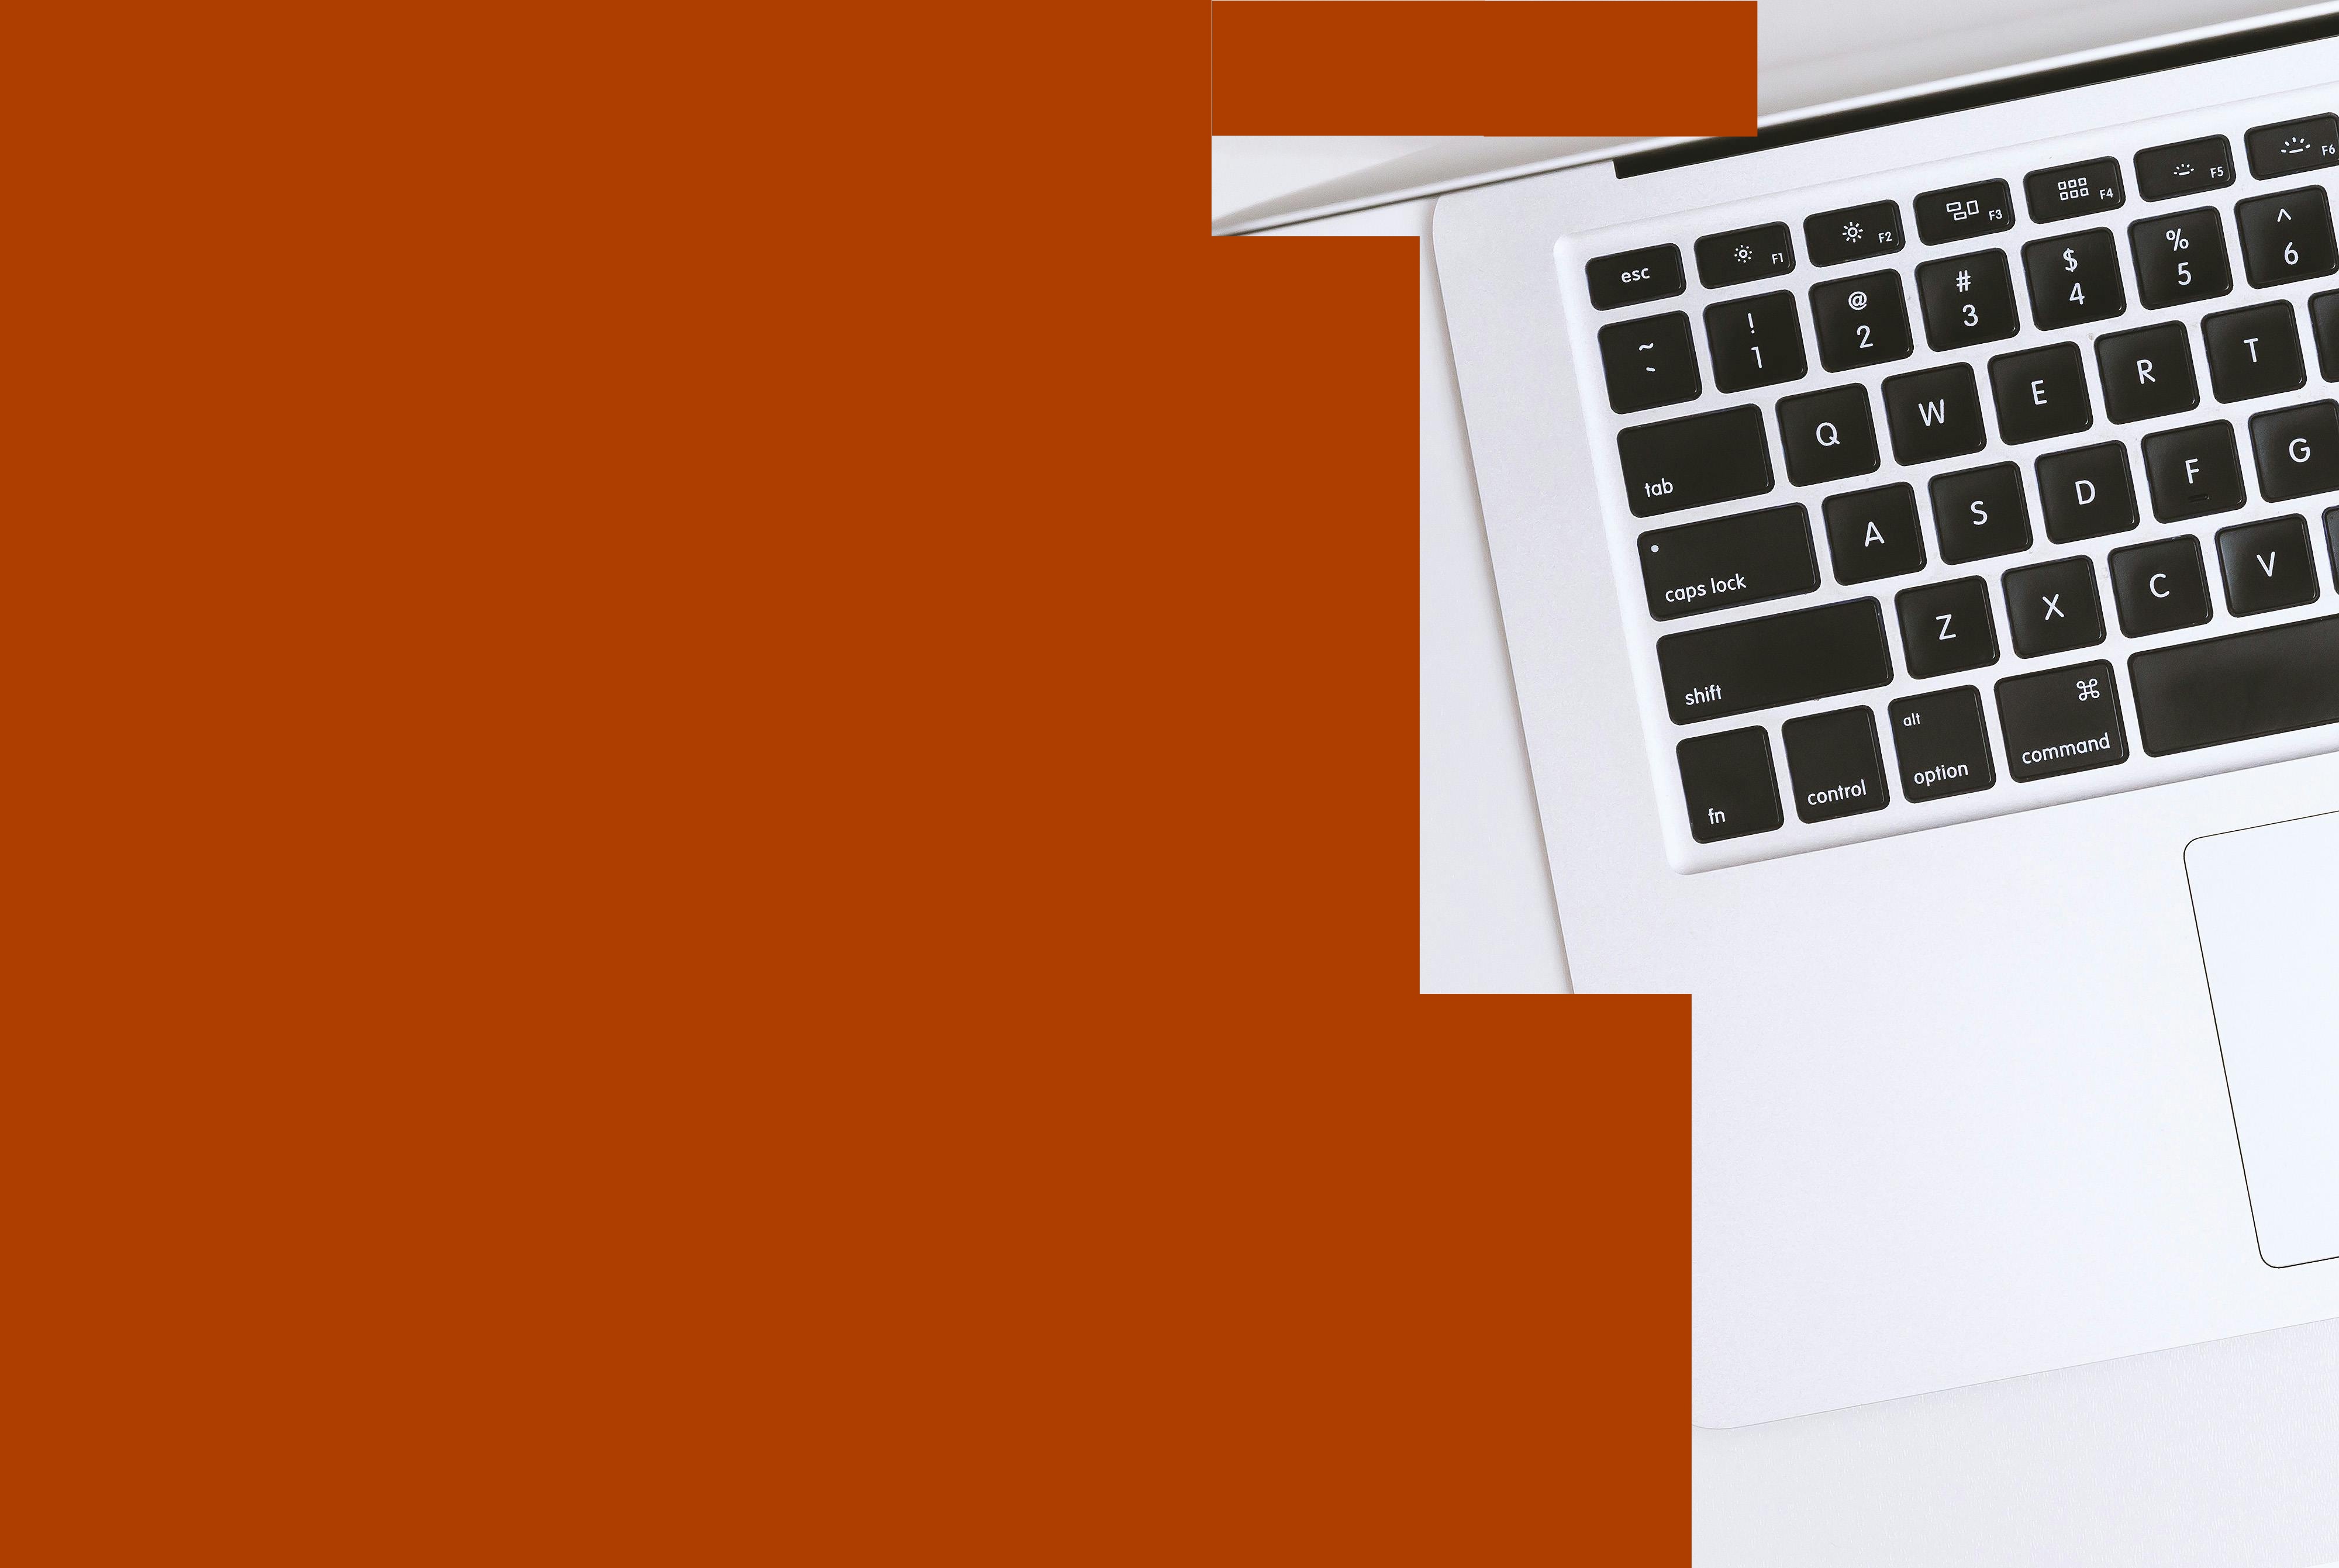 esc F1 F2 F3 F4 F5 F6
~ ! @ # $ % ^
` 1 2 3 4 5 6
tab Q W E R T
caps lock A S D F G
shift Z X C V
fn control alt option ⌘ command